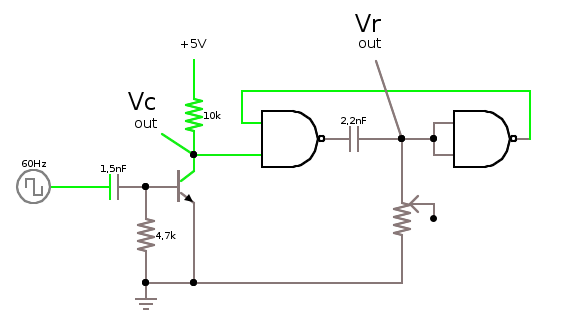 Vr
out
+5V
Vc
out
10k
2,2nF
60Hz
1,5nF
4,7k